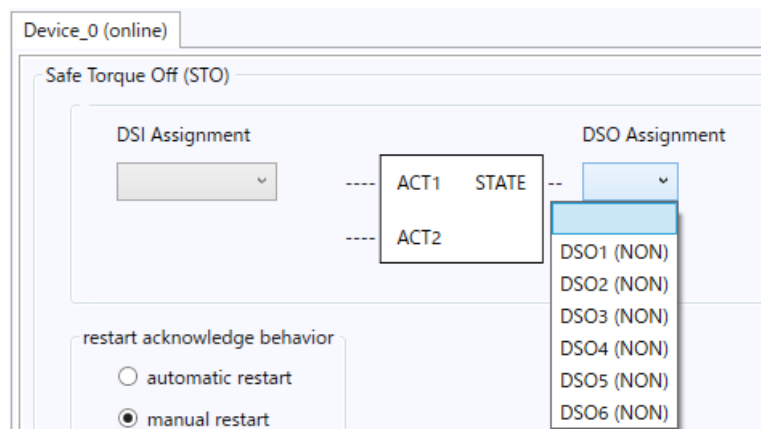 Device_0 (online)
Safe Torque Off (STO)
DSI Assignment
DSO Assignment
---- ACT1 STATE --
---- ACT2
DSO1 (NON)
DSO2 (NON)
DSO3 (NON)
DSO4 (NON)
DSO5 (NON)
DSO6 (NON)
restart acknowledge behavior
automatic restart
manual restart